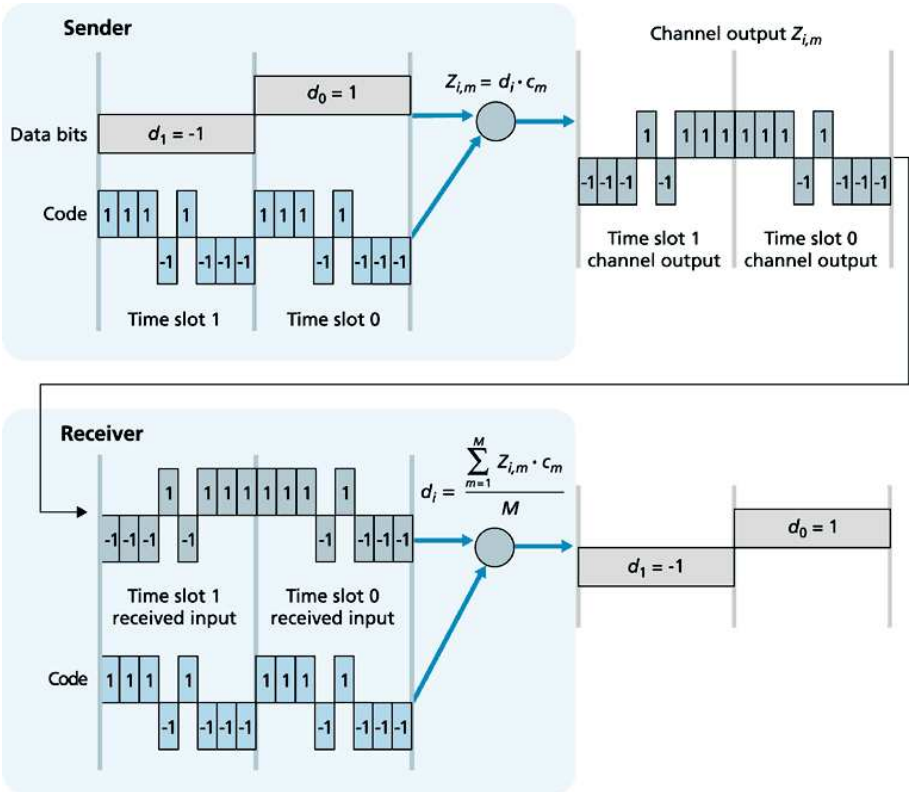 Sender
Channel output Z_{i,m}
Data bits
d_1 = -1
d_0 = 1
Z_{i,m} = d_i · c_m
Code
1 1 1 -1 1 -1 -1 -1
1 1 1 -1 1 -1 -1 -1
Time slot 1
Time slot 0
-1 -1 -1 1 -1 1 1 1
1 1 1 -1 1 -1 -1 -1
Time slot 1
channel output
Time slot 0
channel output
Receiver
-1 -1 -1 1 -1 1 1 1
1 1 1 -1 1 -1 -1 -1
Time slot 1
received input
Time slot 0
received input
Code
1 1 1 -1 1 -1 -1 -1
1 1 1 -1 1 -1 -1 -1
d_i = \frac{\sum_{m=1}^{M} Z_{i,m} · c_m}{M}
d_1 = -1
d_0 = 1